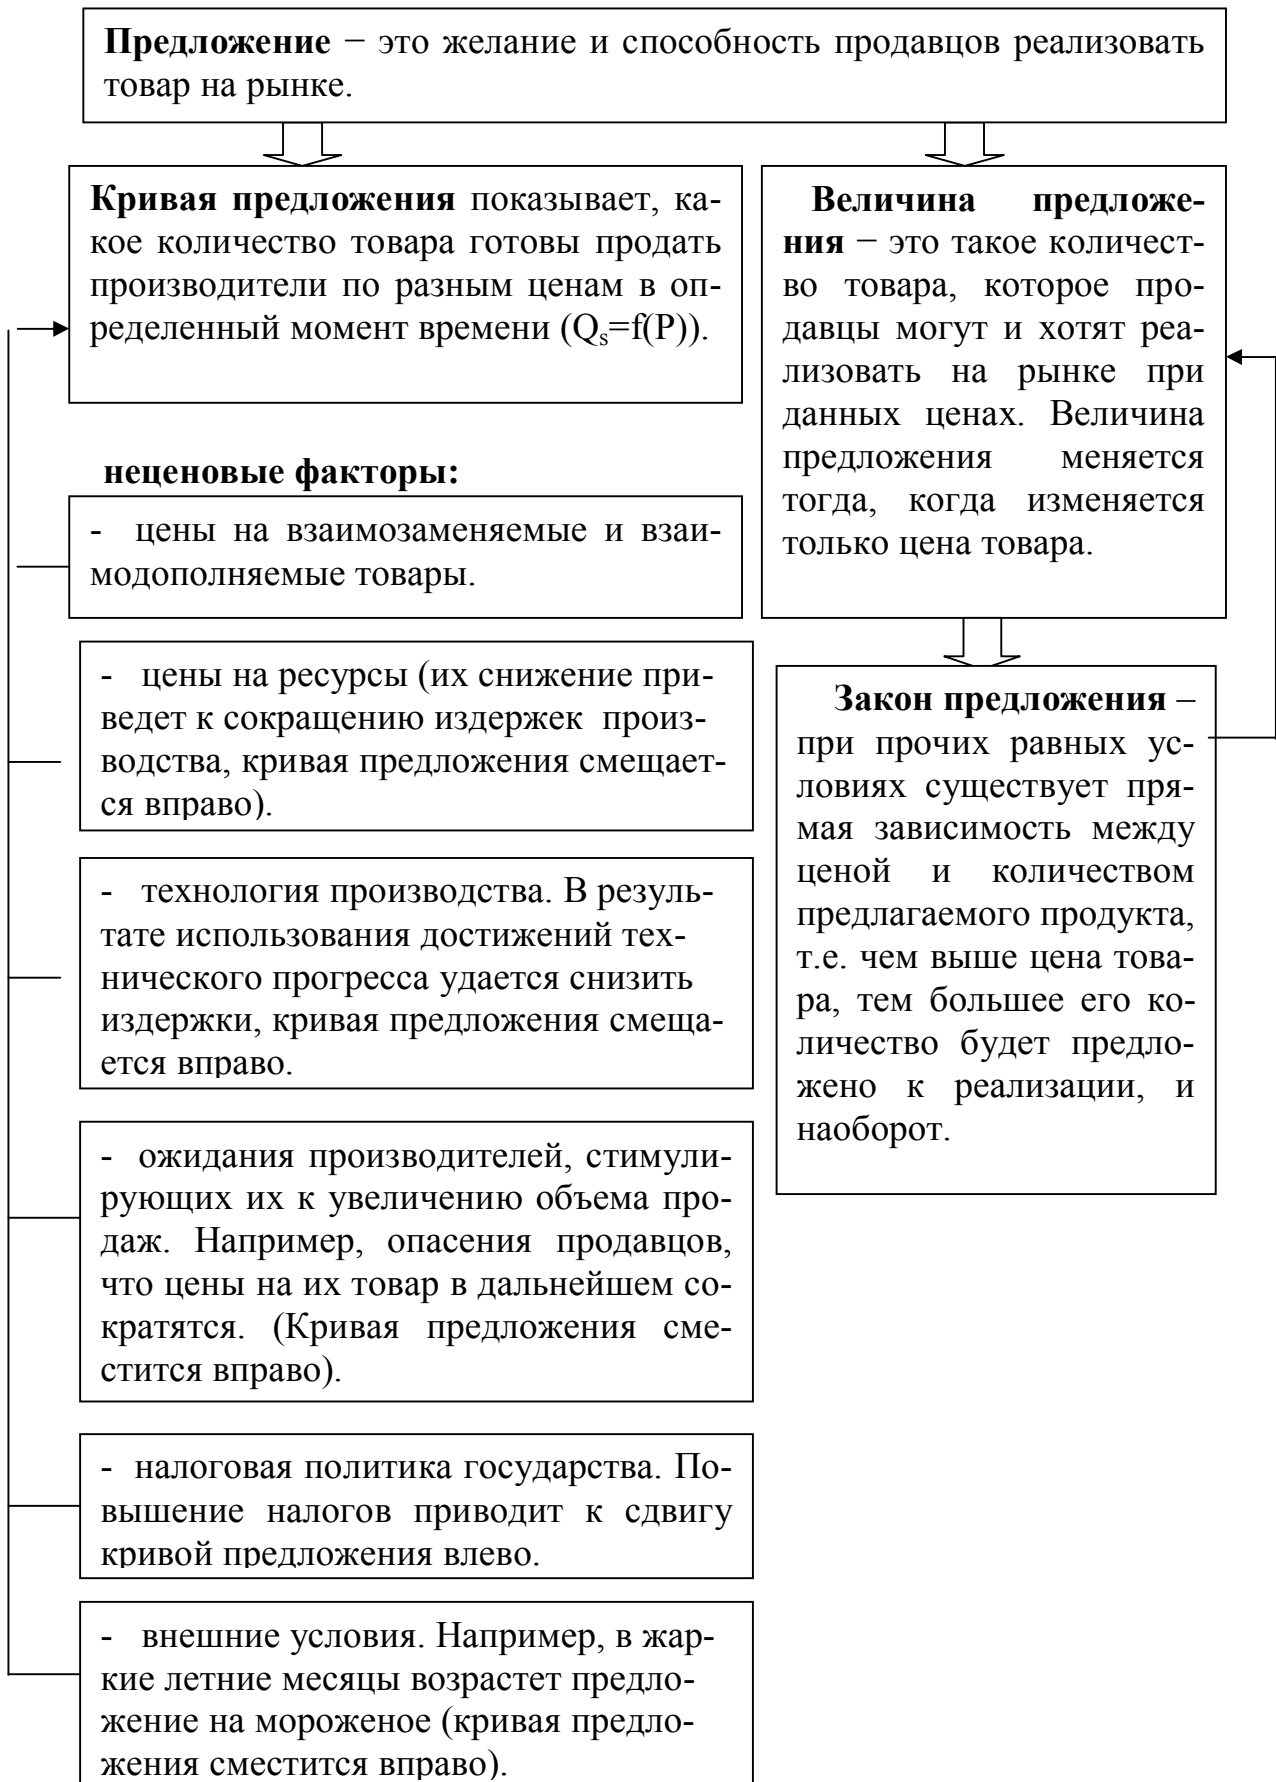 Предложение − это желание и способность продавцов реализовать
товар на рынке.
Кривая предложения показывает, ка-
кое количество товара готовы продать
производители по разным ценам в оп-
ределенный момент времени (Qs=f(P)).
неценовые факторы:
- цены на взаимозаменяемые и взаи-
модополняемые товары.
- цены на ресурсы (их снижение при-
ведет к сокращению издержек произ-
водства, кривая предложения смещает-
ся вправо).
- технология производства. В резуль-
тате использования достижений тех-
нического прогресса удается снизить
издержки, кривая предложения смеща-
ется вправо.
- ожидания производителей, стимули-
рующих их к увеличению объема про-
даж. Например, опасения продавцов,
что цены на их товар в дальнейшем со-
кратятся. (Кривая предложения сме-
стится вправо).
- налоговая политика государства. По-
вышение налогов приводит к сдвигу
кривой предложения влево.
- внешние условия. Например, в жар-
кие летние месяцы возрастет предло-
жение на мороженое (кривая предло-
жения сместится вправо).
Величина предложе-
ния − это такое количест-
во товара, которое про-
давцы могут и хотят реа-
лизовать на рынке при
данных ценах. Величина
предложения меняется
тогда, когда изменяется
только цена товара.
Закон предложения –
при прочих равных ус-
ловиях существует пря-
мая зависимость между
ценой и количеством
предлагаемого продукта,
т.е. чем выше цена това-
ра, тем большее его ко-
личество будет предло-
жено к реализации, и
наоборот.